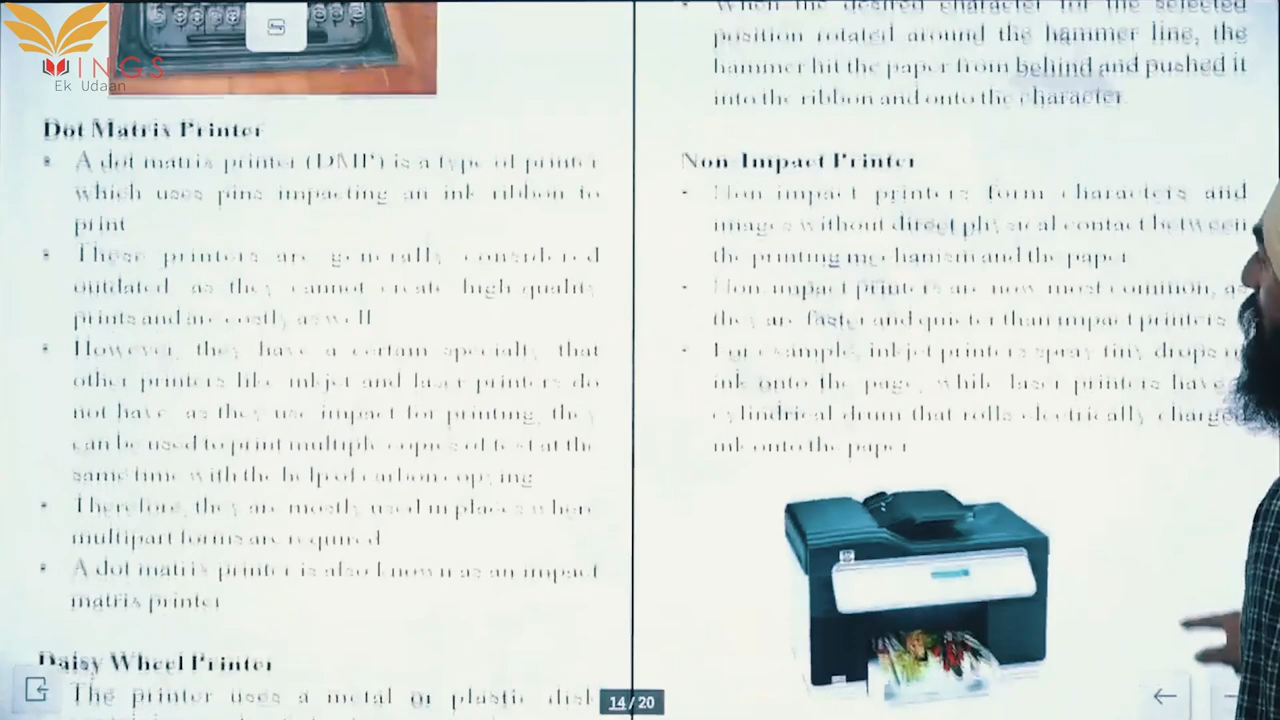 WINGS
Ek Udaan
Dot Matrix Printer
A dot matrix printer (DMP) is a type of printer
which uses pins impacting an ink ribbon to
print
These printers are generally considered
outdated as they cannot create high quality
prints and are costly as well
However, they have a certain specialty that
other printers like inkjet and laser printers do
not have, as they use impact for printing, they
can be used to print multiple copies of text at the
same time with the help of carbon copying
Therefore, they are mostly used in places where
multipart forms are required
A dot matrix printer is also known as an impact
matrix printer
Daisy Wheel Printer
The printer uses a metal or plastic disk
When the desired character for the selected
position rotated around the hammer line, the
hammer hit the paper from behind and pushed it
into the ribbon and onto the character.
Non-Impact Printer
Non impact printers form characters and
images without direct physical contact between
the printing mechanism and the paper
Non-impact printers are now most common, as
they are faster and quieter than impact printers
For example, inkjet printers spray tiny drops
ink onto the page, while laser printers have
cylindrical drum that rolls electrically charged
ink onto the paper
14/20